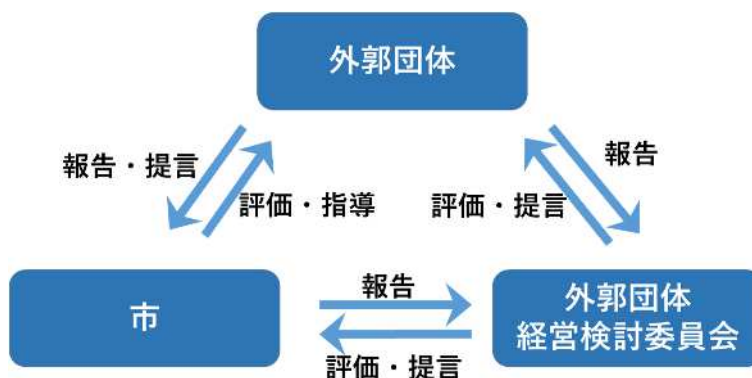 外郭団体
報告・提言
評価・指導
評価・提言
報告
市
報告
評価・提言
外郭団体
経営検討委員会